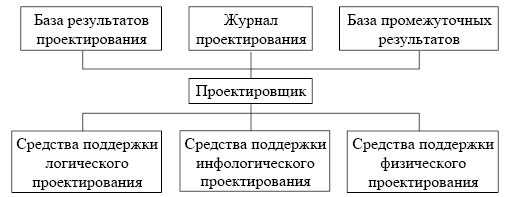 База результатов
проектирования
Журнал
проектирования
База промежуточных
результатов
Проектировщик
Средства поддержки
логического
проектирования
Средства поддержки
инфологического
проектирования
Средства поддержки
физического
проектирования